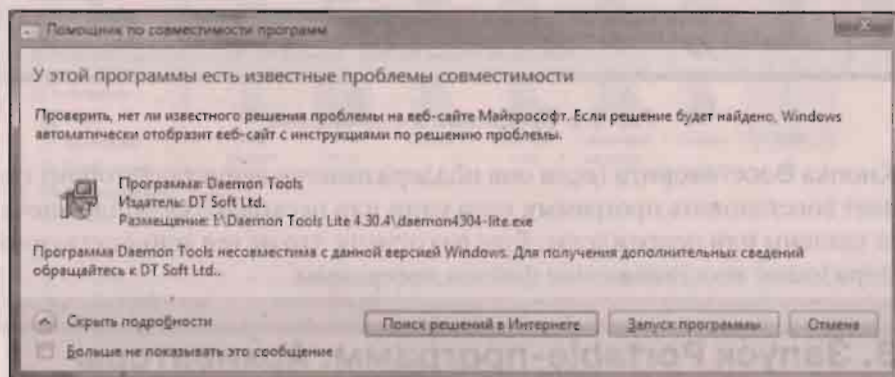 Помощник по совместимости программ
У этой программы есть известные проблемы совместимости
Проверить, нет ли известного решения проблемы на веб-сайте Майкрософт. Если решение будет найдено, Windows
автоматически отобразит веб-сайт с инструкциями по решению проблемы.
Программа: Daemon Tools
Издатель: DT Soft Ltd.
Размещение: I:\Daemon Tools Lite 4.30.4\daemon4304-lite.exe
Программа Daemon Tools несовместима с данной версией Windows. Для получения дополнительных сведений
обращайтесь к DT Soft Ltd..
Скрыть подробности
Поиск решений в Интернете
Запуск программы
Отмена
Больше не показывать это сообщение